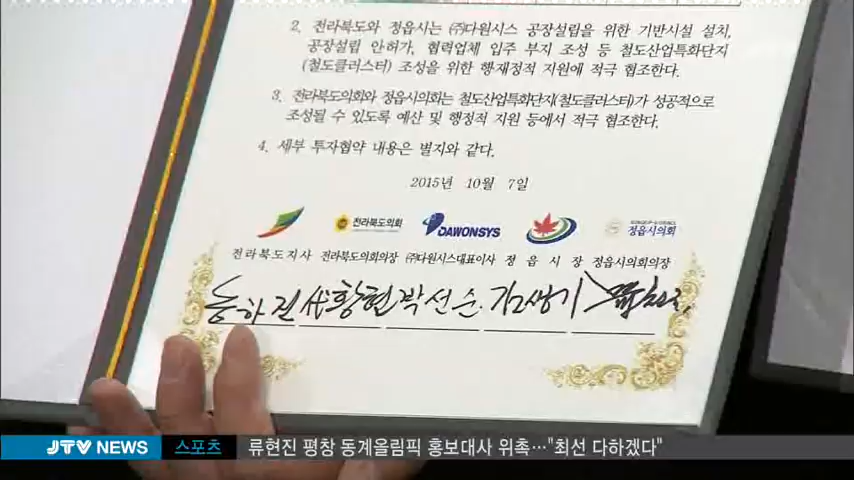 2. 전라북도와 정읍시는 ㈜다원시스 공장설립을 위한 기반시설 설치,
공장설립 안허가, 협력업체 입주 부지 조성 등 철도산업특화단지
(철도클러스터) 조성을 위한 행재정적 지원에 적극 협조한다.
3. 전라북도의회와 정읍시의회는 철도산업특화단지(철도클러스터)가 성공적으로
조성될 수 있도록 예산 및 행정적 지원 등에서 적극 협조한다.
4. 세부 투자협약 내용은 별지와 같다.
2015년 10월 7일
전라북도의회 DAWONSYS 정읍시의회
전라북도지사 전라북도의회의장 ㈜다원시스대표이사 정 읍 시 장 정읍시의회의장
송하진 代 황현 박선순 김생기
JTV NEWS 스포츠 류현진 평창 동계올림픽 홍보대사 위촉…"최선 다하겠다"